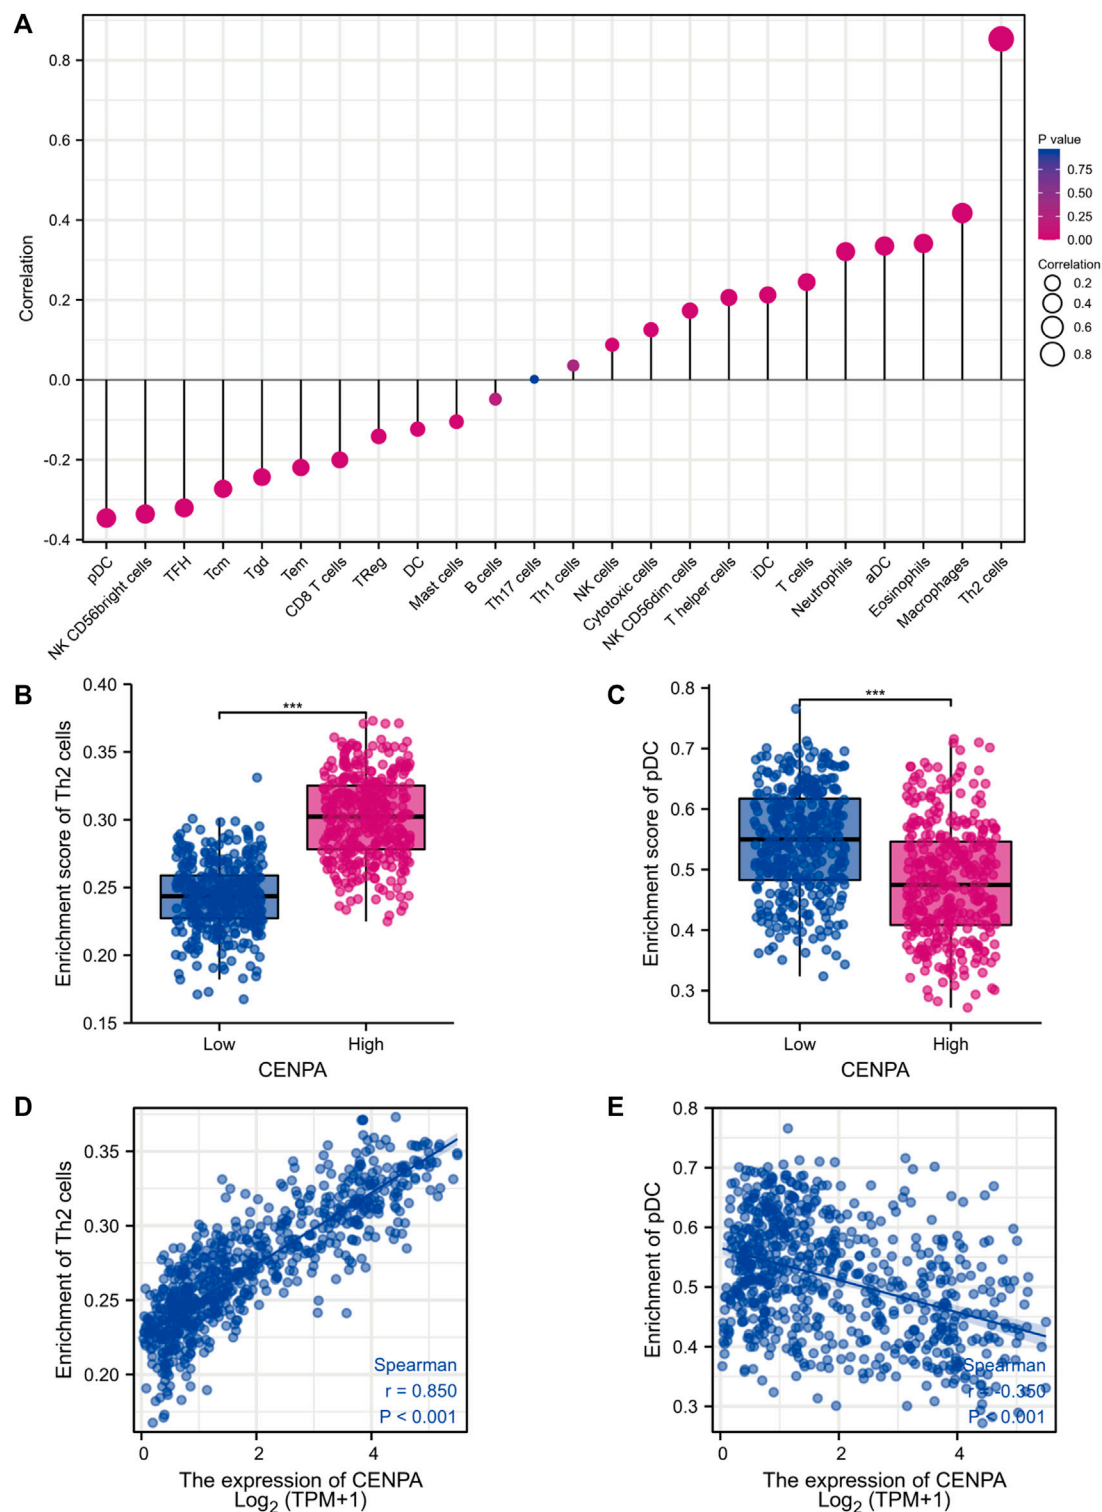 A
0.8
0.6
0.4
0.2
0.0
-0.2
-0.4
Correlation
pDC
NK CD56bright cells
TFH
Tcm
Tgd
Tem
CD8 T cells
TReg
DC
Mast cells
B cells
Th17 cells
Th1 cells
NK cells
Cytotoxic cells
NK CD56dim cells
T helper cells
iDC
T cells
Neutrophils
aDC
Eosinophils
Macrophages
Th2 cells
P value
0.75
0.50
0.25
0.00
Correlation
0.2
0.4
0.6
0.8
B
0.40
0.35
0.30
0.25
0.20
0.15
Enrichment score of Th2 cells
***
Low
High
CENPA
C
0.8
0.7
0.6
0.5
0.4
0.3
Enrichment score of pDC
***
Low
High
CENPA
D
0.35
0.30
0.25
0.20
Enrichment of Th2 cells
Spearman
r = 0.850
P < 0.001
0
2
4
The expression of CENPA
Log₂ (TPM+1)
E
0.8
0.7
0.6
0.5
0.4
0.3
Enrichment of pDC
Spearman
r = -0.350
P < 0.001
0
2
4
The expression of CENPA
Log₂ (TPM+1)